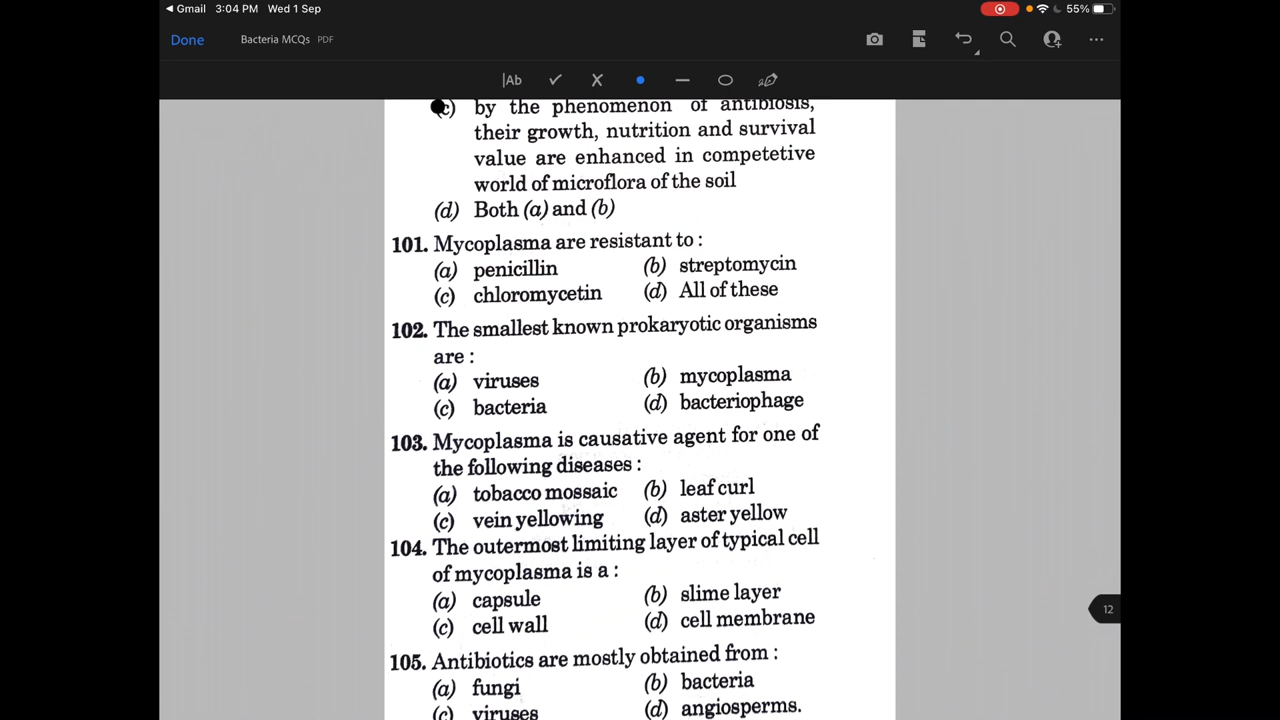 Gmail 3:04 PM Wed 1 Sep 55%
Done Bacteria MCQs PDF
|Ab
c) by the phenomenon of antibiosis,
their growth, nutrition and survival
value are enhanced in competetive
world of microflora of the soil
(d) Both (a) and (b)
101. Mycoplasma are resistant to :
(a) penicillin (b) streptomycin
(c) chloromycetin (d) All of these
102. The smallest known prokaryotic organisms
are :
(a) viruses (b) mycoplasma
(c) bacteria (d) bacteriophage
103. Mycoplasma is causative agent for one of
the following diseases :
(a) tobacco mossaic (b) leaf curl
(c) vein yellowing (d) aster yellow
104. The outermost limiting layer of typical cell
of mycoplasma is a :
(a) capsule (b) slime layer
(c) cell wall (d) cell membrane
12
105. Antibiotics are mostly obtained from :
(a) fungi (b) bacteria
(c) viruses (d) angiosperms.